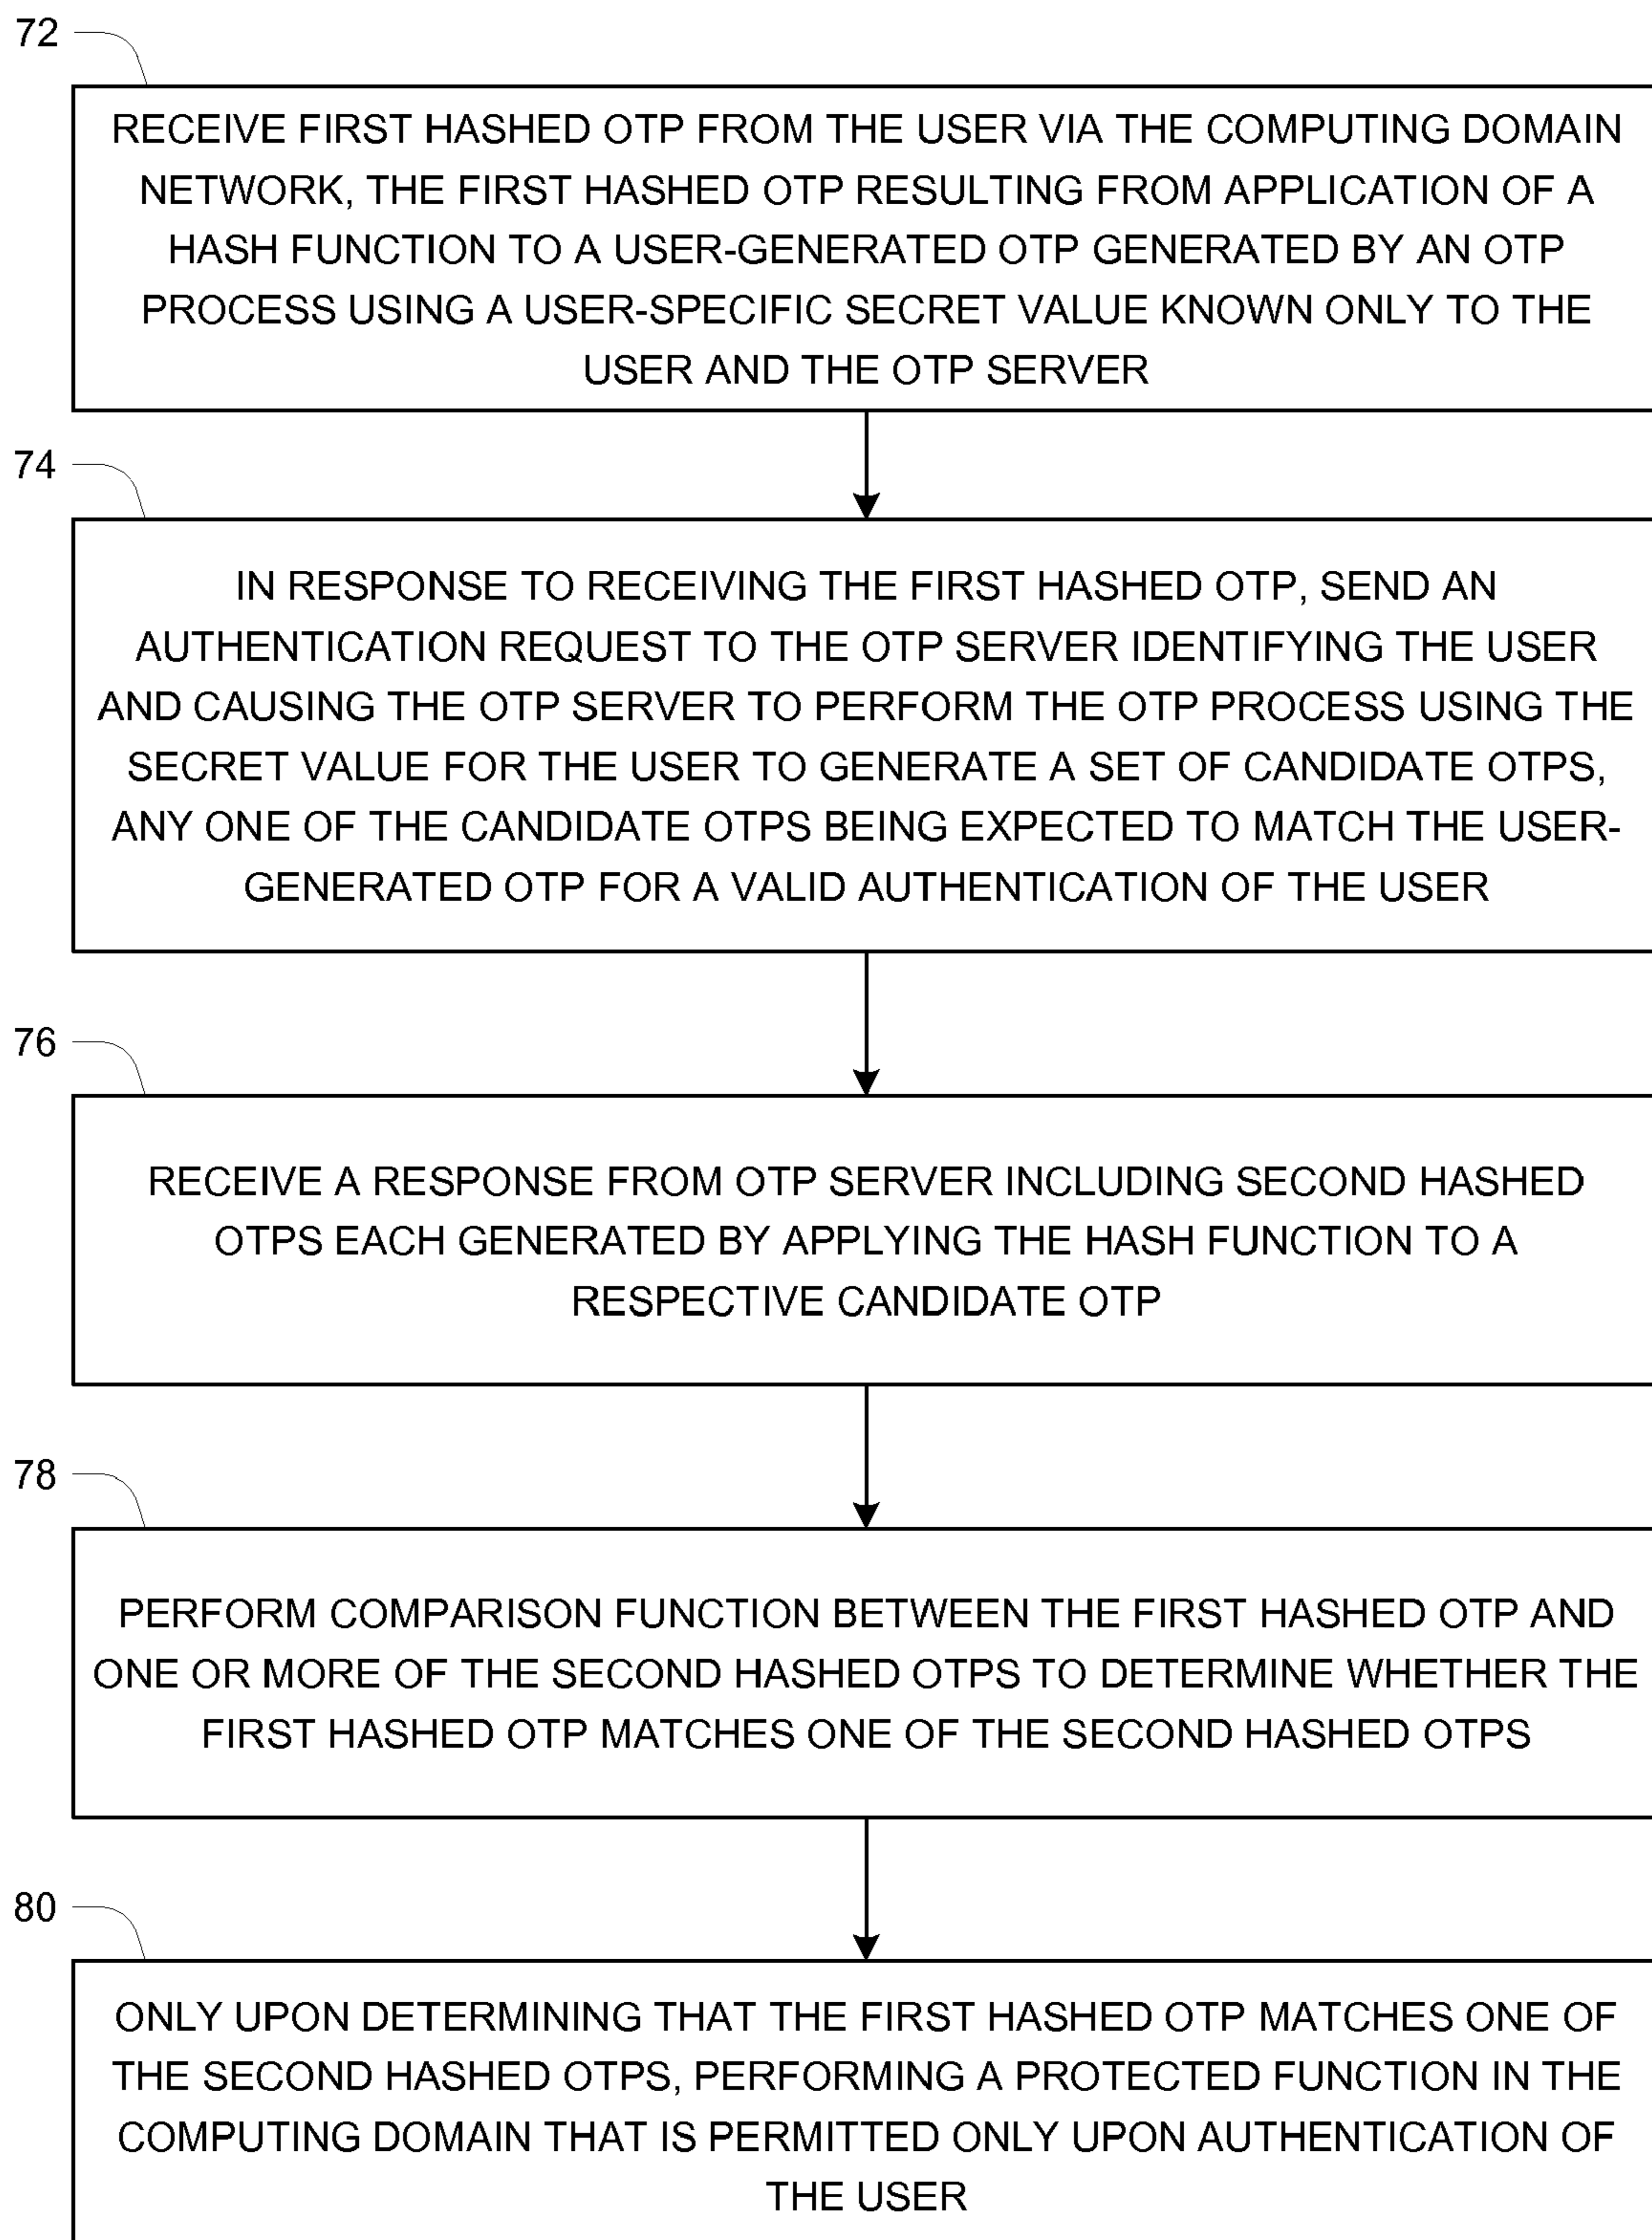 72
RECEIVE FIRST HASHED OTP FROM THE USER VIA THE COMPUTING DOMAIN
NETWORK, THE FIRST HASHED OTP RESULTING FROM APPLICATION OF A
HASH FUNCTION TO A USER-GENERATED OTP GENERATED BY AN OTP
PROCESS USING A USER-SPECIFIC SECRET VALUE KNOWN ONLY TO THE
USER AND THE OTP SERVER
74
IN RESPONSE TO RECEIVING THE FIRST HASHED OTP, SEND AN
AUTHENTICATION REQUEST TO THE OTP SERVER IDENTIFYING THE USER
AND CAUSING THE OTP SERVER TO PERFORM THE OTP PROCESS USING THE
SECRET VALUE FOR THE USER TO GENERATE A SET OF CANDIDATE OTPS,
ANY ONE OF THE CANDIDATE OTPS BEING EXPECTED TO MATCH THE USER-
GENERATED OTP FOR A VALID AUTHENTICATION OF THE USER
76
RECEIVE A RESPONSE FROM OTP SERVER INCLUDING SECOND HASHED
OTPS EACH GENERATED BY APPLYING THE HASH FUNCTION TO A
RESPECTIVE CANDIDATE OTP
78
PERFORM COMPARISON FUNCTION BETWEEN THE FIRST HASHED OTP AND
ONE OR MORE OF THE SECOND HASHED OTPS TO DETERMINE WHETHER THE
FIRST HASHED OTP MATCHES ONE OF THE SECOND HASHED OTPS
80
ONLY UPON DETERMINING THAT THE FIRST HASHED OTP MATCHES ONE OF
THE SECOND HASHED OTPS, PERFORMING A PROTECTED FUNCTION IN THE
COMPUTING DOMAIN THAT IS PERMITTED ONLY UPON AUTHENTICATION OF
THE USER